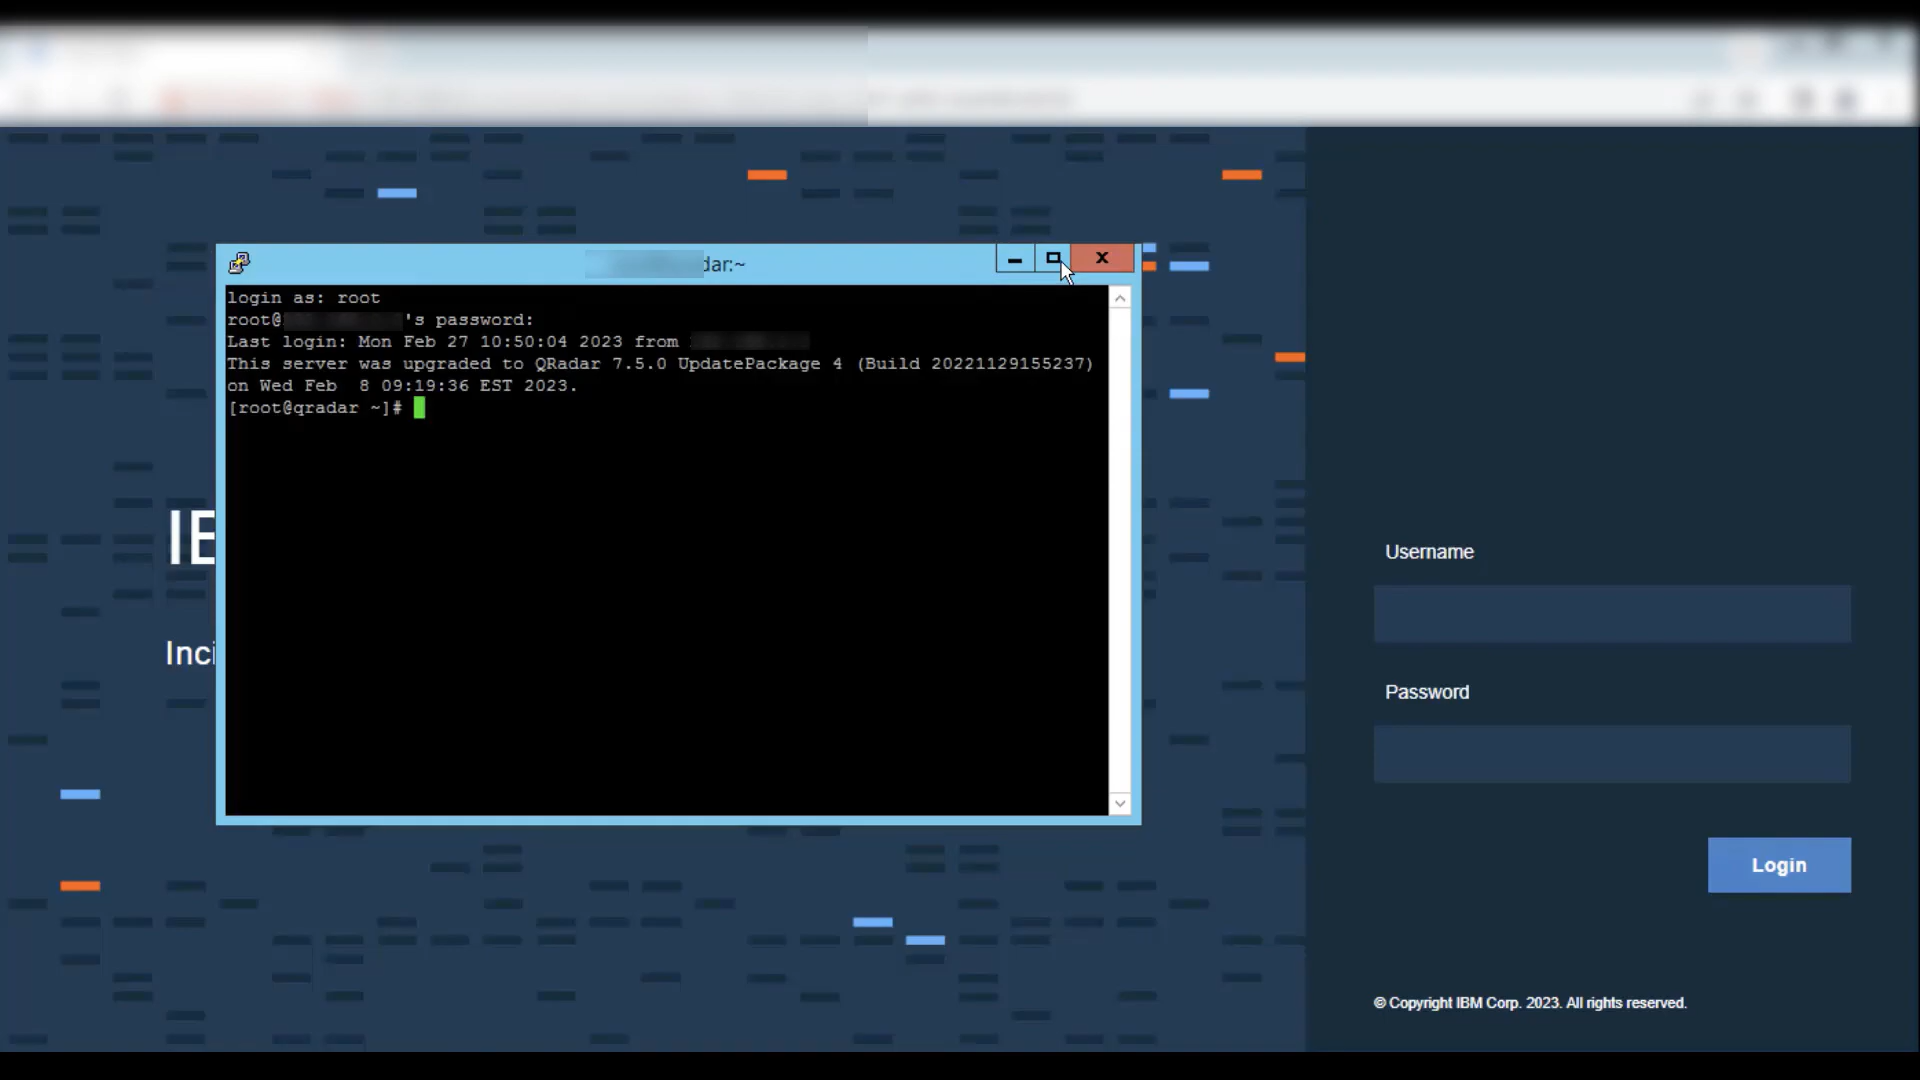 dar:~
login as: root
root@ 's password:
Last login: Mon Feb 27 10:50:04 2023 from
This server was upgraded to QRadar 7.5.0 UpdatePackage 4 (Build 20221129155237)
on Wed Feb  8 09:19:36 EST 2023.
[root@qradar ~]#
IB
Inci
Username
Password
Login
© Copyright IBM Corp. 2023. All rights reserved.